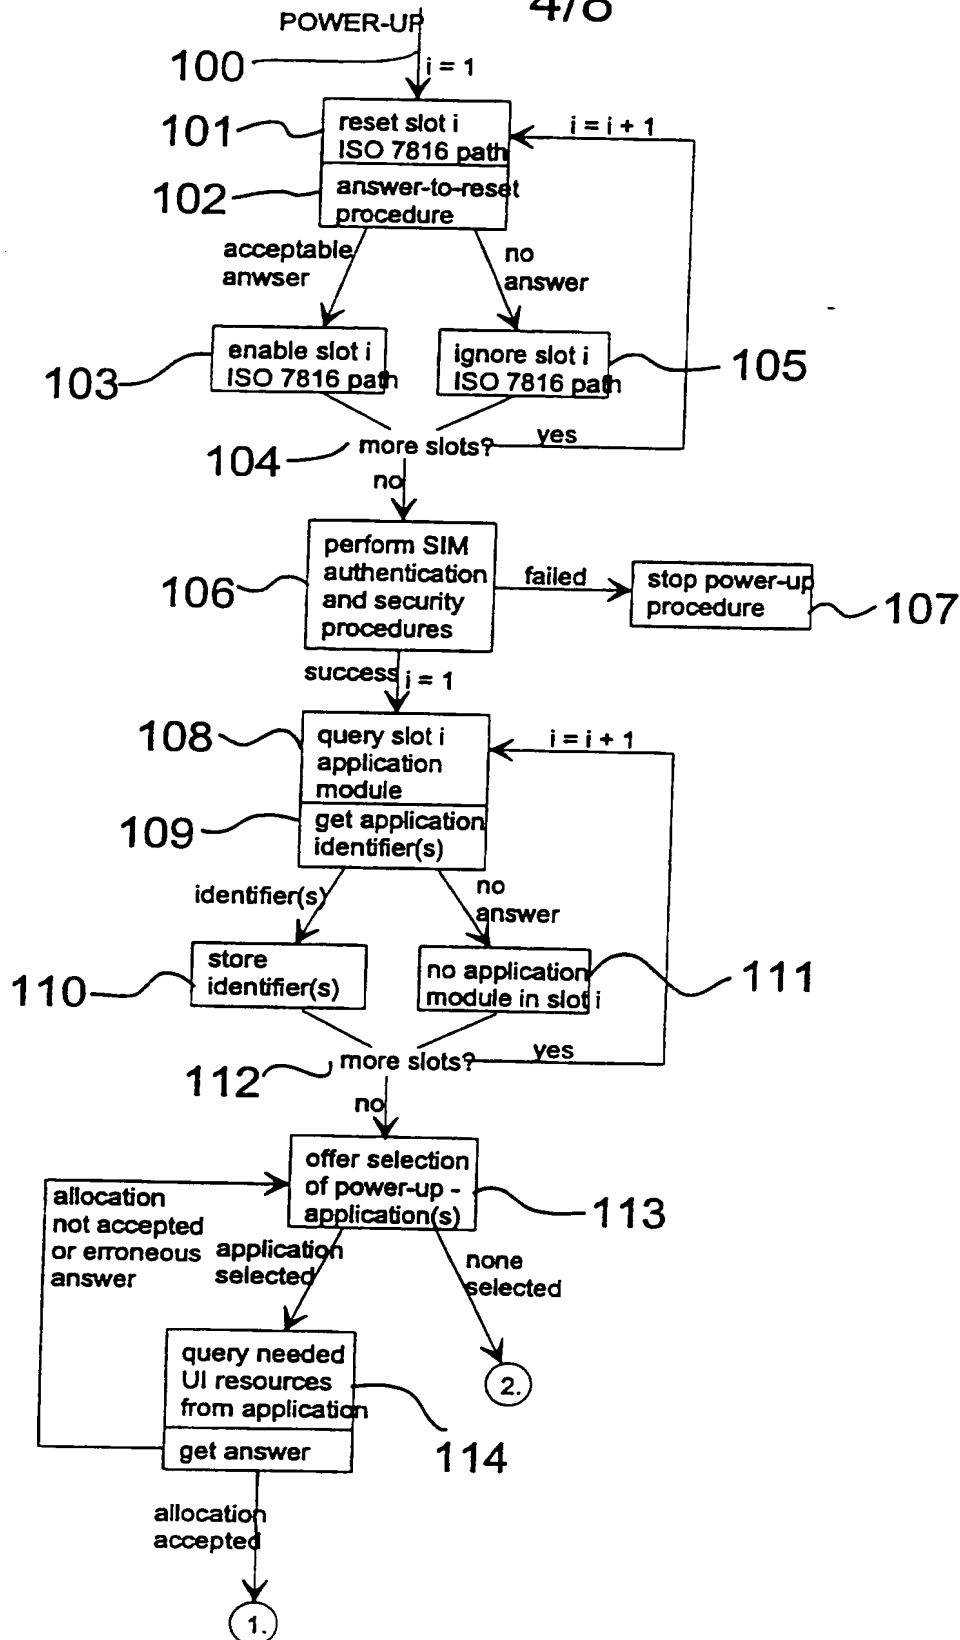 4/8
POWER-UP
100
i = 1
101
reset slot i
ISO 7816 path
i = i + 1
102
answer-to-reset
procedure
acceptable
anwser
no
answer
103
enable slot i
ISO 7816 path
ignore slot i
ISO 7816 path
105
104
more slots?
yes
no
106
perform SIM
authentication
and security
procedures
failed
stop power-up
procedure
107
success
i = 1
108
query slot i
application
module
i = i + 1
109
get application
identifier(s)
identifier(s)
no
answer
110
store
identifier(s)
no application
module in slot i
111
112
more slots?
yes
no
offer selection
of power-up -
application(s)
113
allocation
not accepted
or erroneous
answer
application
selected
none
selected
query needed
UI resources
from application
2.
get answer
114
allocation
accepted
1.